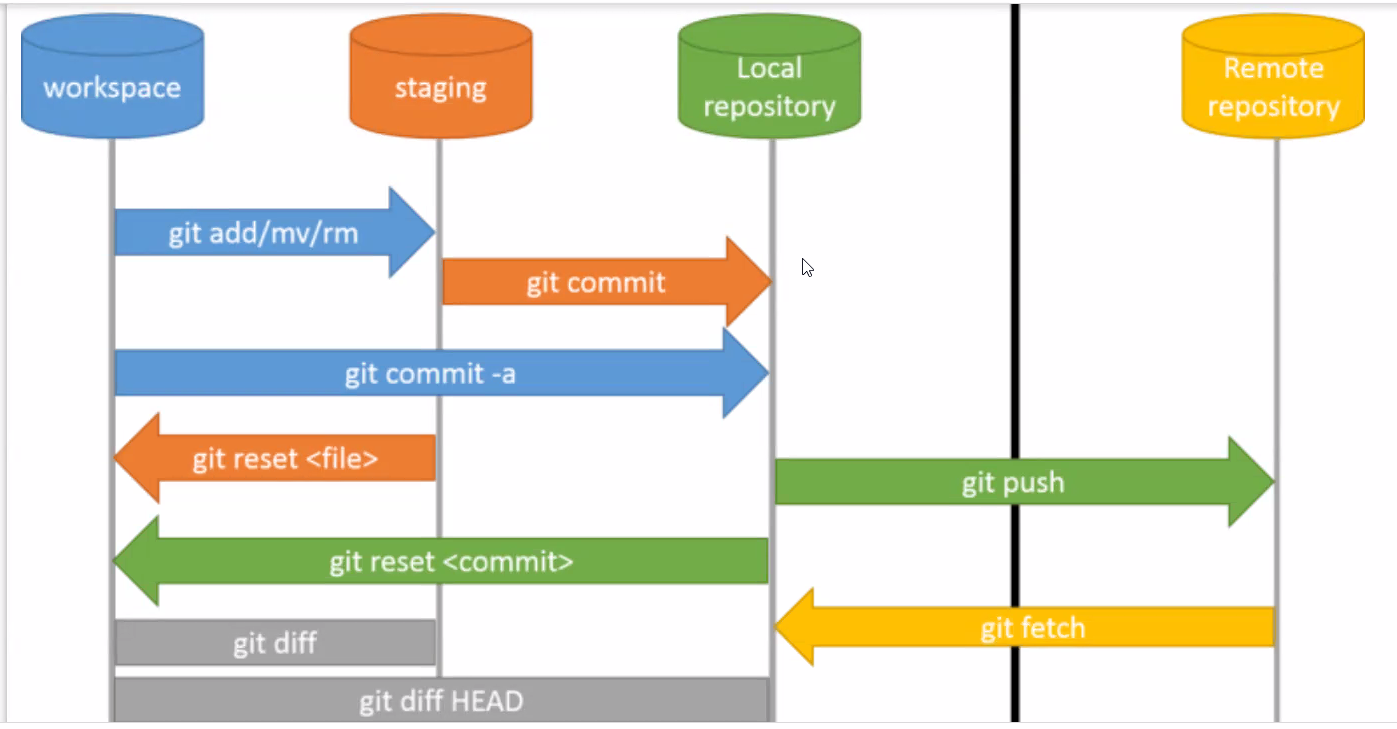 workspace
staging
Local
repository
Remote
repository
git add/mv/rm
git commit
git commit -a
git reset <file>
git push
git reset <commit>
git fetch
git diff
git diff HEAD